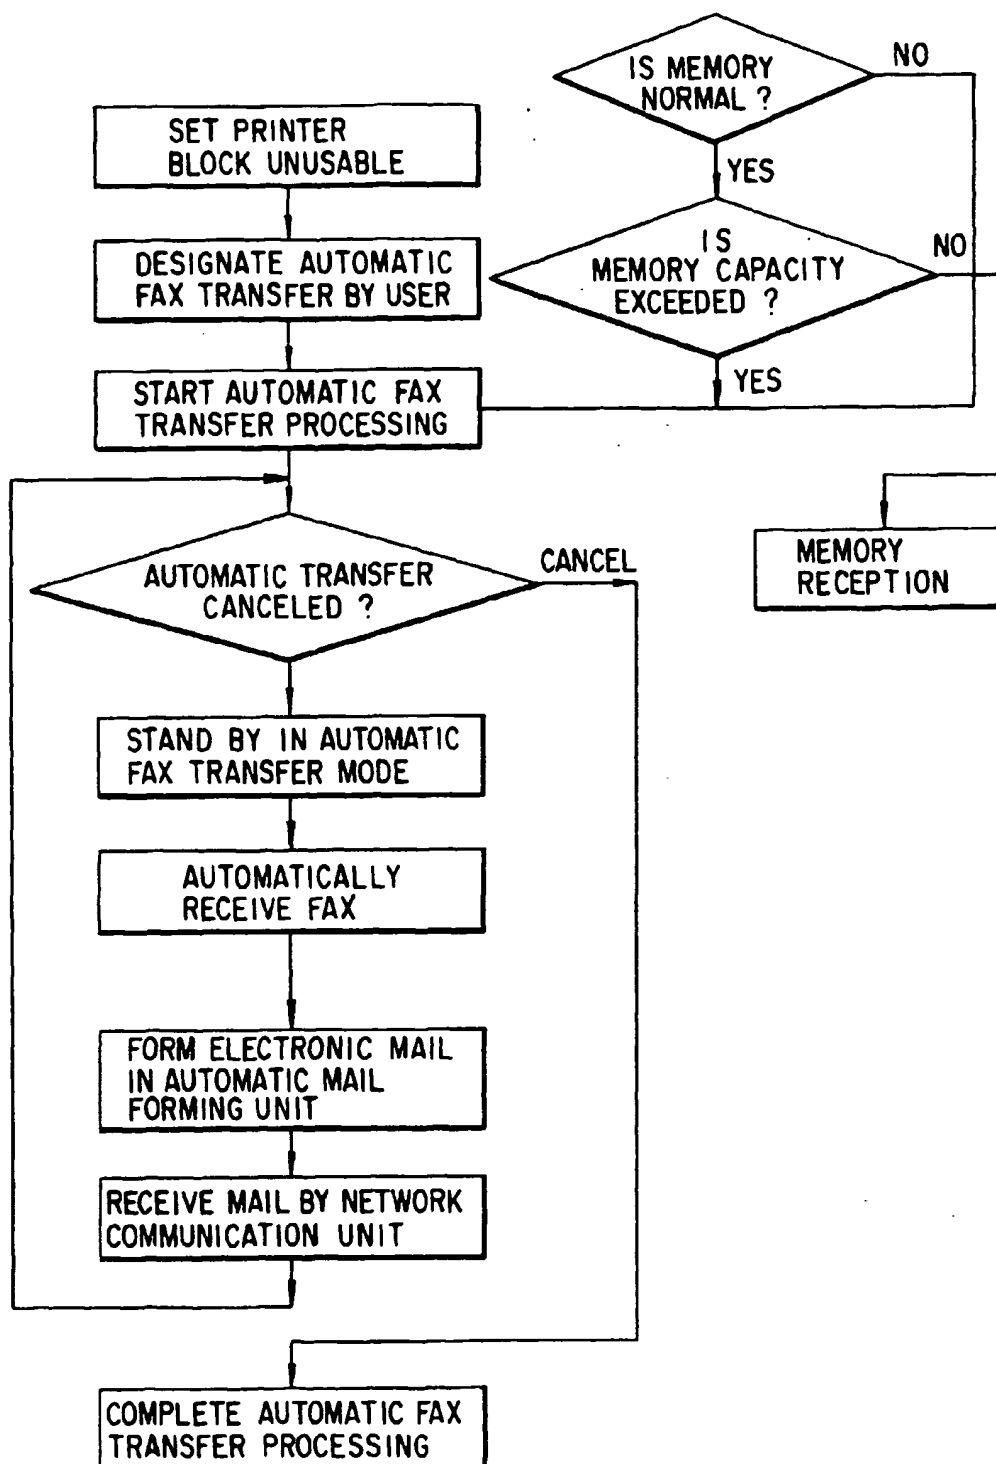 SET PRINTER
BLOCK UNUSABLE
DESIGNATE AUTOMATIC
FAX TRANSFER BY USER
START AUTOMATIC FAX
TRANSFER PROCESSING
IS MEMORY
NORMAL ?
NO
YES
IS
MEMORY CAPACITY
EXCEEDED ?
NO
YES
MEMORY
RECEPTION
AUTOMATIC TRANSFER
CANCELED ?
CANCEL
STAND BY IN AUTOMATIC
FAX TRANSFER MODE
AUTOMATICALLY
RECEIVE FAX
FORM ELECTRONIC MAIL
IN AUTOMATIC MAIL
FORMING UNIT
RECEIVE MAIL BY NETWORK
COMMUNICATION UNIT
COMPLETE AUTOMATIC FAX
TRANSFER PROCESSING